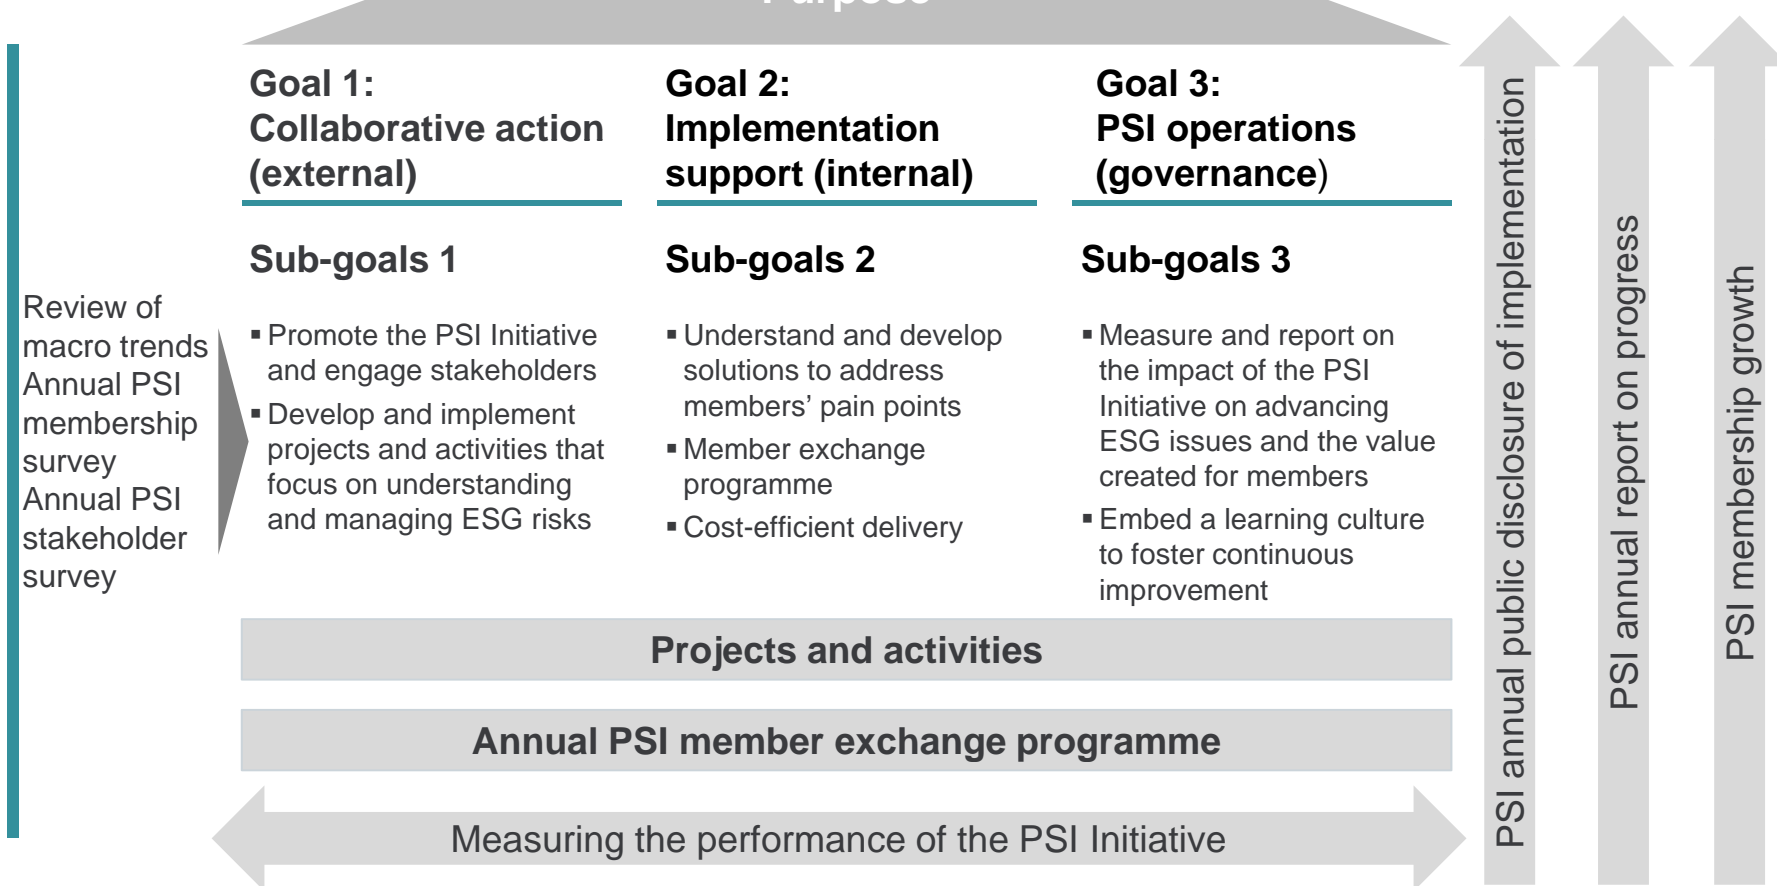 Purpose
Goal 1:
Collaborative action
(external)
Goal 2:
Implementation
support (internal)
Goal 3:
PSI operations
(governance)
Sub-goals 1
Sub-goals 2
Sub-goals 3
Review of
macro trends
Annual PSI
membership
survey
Annual PSI
stakeholder
survey
▪ Promote the PSI Initiative
and engage stakeholders
▪ Develop and implement
projects and activities that
focus on understanding
and managing ESG risks
▪ Understand and develop
solutions to address
members’ pain points
▪ Member exchange
programme
▪ Cost-efficient delivery
▪ Measure and report on
the impact of the PSI
Initiative on advancing
ESG issues and the value
created for members
▪ Embed a learning culture
to foster continuous
improvement
Projects and activities
Annual PSI member exchange programme
Measuring the performance of the PSI Initiative
PSI annual public disclosure of implementation
PSI annual report on progress
PSI membership growth